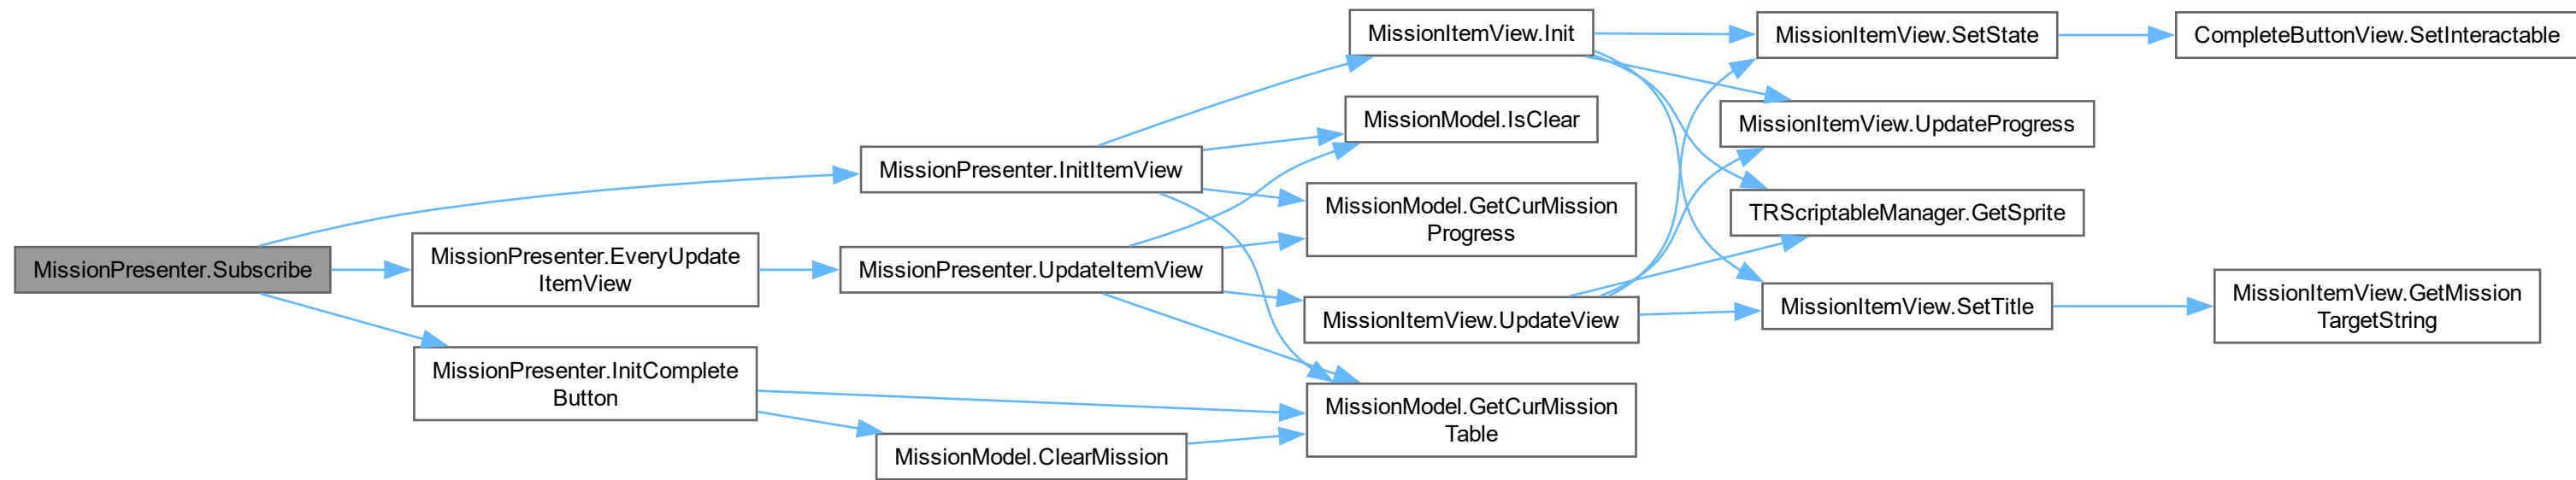 MissionPresenter.Subscribe
MissionPresenter.InitItemView
MissionPresenter.EveryUpdate
ItemView
MissionPresenter.InitComplete
Button
MissionPresenter.UpdateItemView
MissionModel.ClearMission
MissionItemView.Init
MissionModel.IsClear
MissionModel.GetCurMission
Progress
MissionItemView.UpdateView
MissionModel.GetCurMission
Table
MissionItemView.SetState
MissionItemView.UpdateProgress
TRScriptableManager.GetSprite
MissionItemView.SetTitle
CompleteButtonView.SetInteractable
MissionItemView.GetMission
TargetString